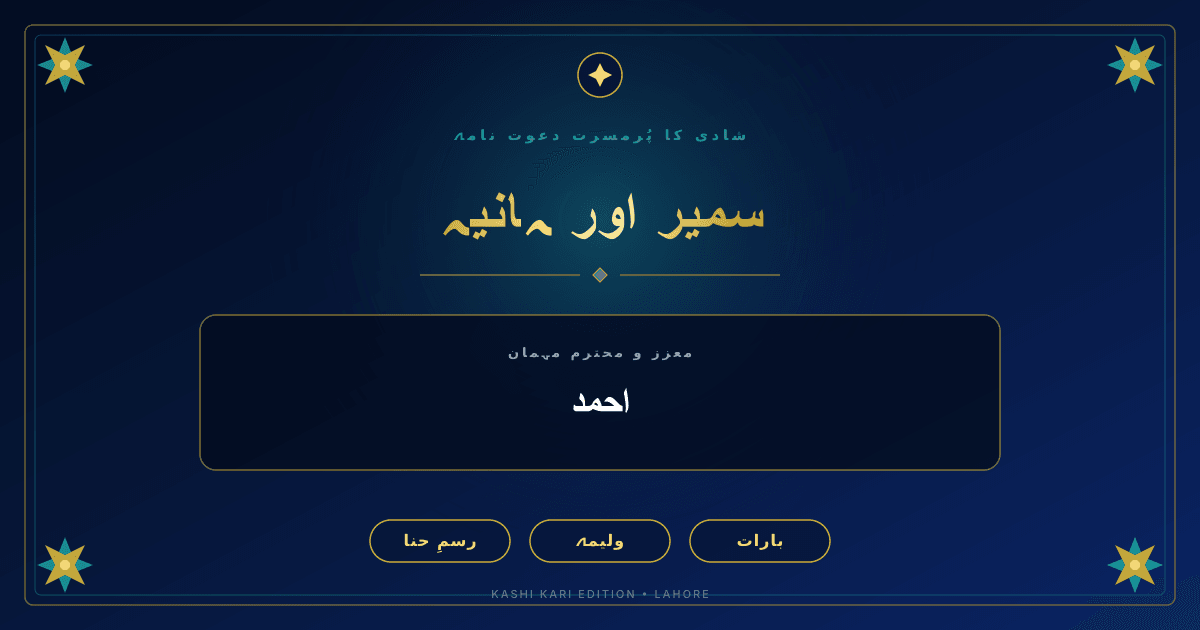 شادی کا پُرمسرت دعوت نامہ
سمیر اور ہانیہ
معزز و محترم مہمان
احمد
بارات
ولیمہ
رسمِ حنا
KASHI KARI EDITION • LAHORE